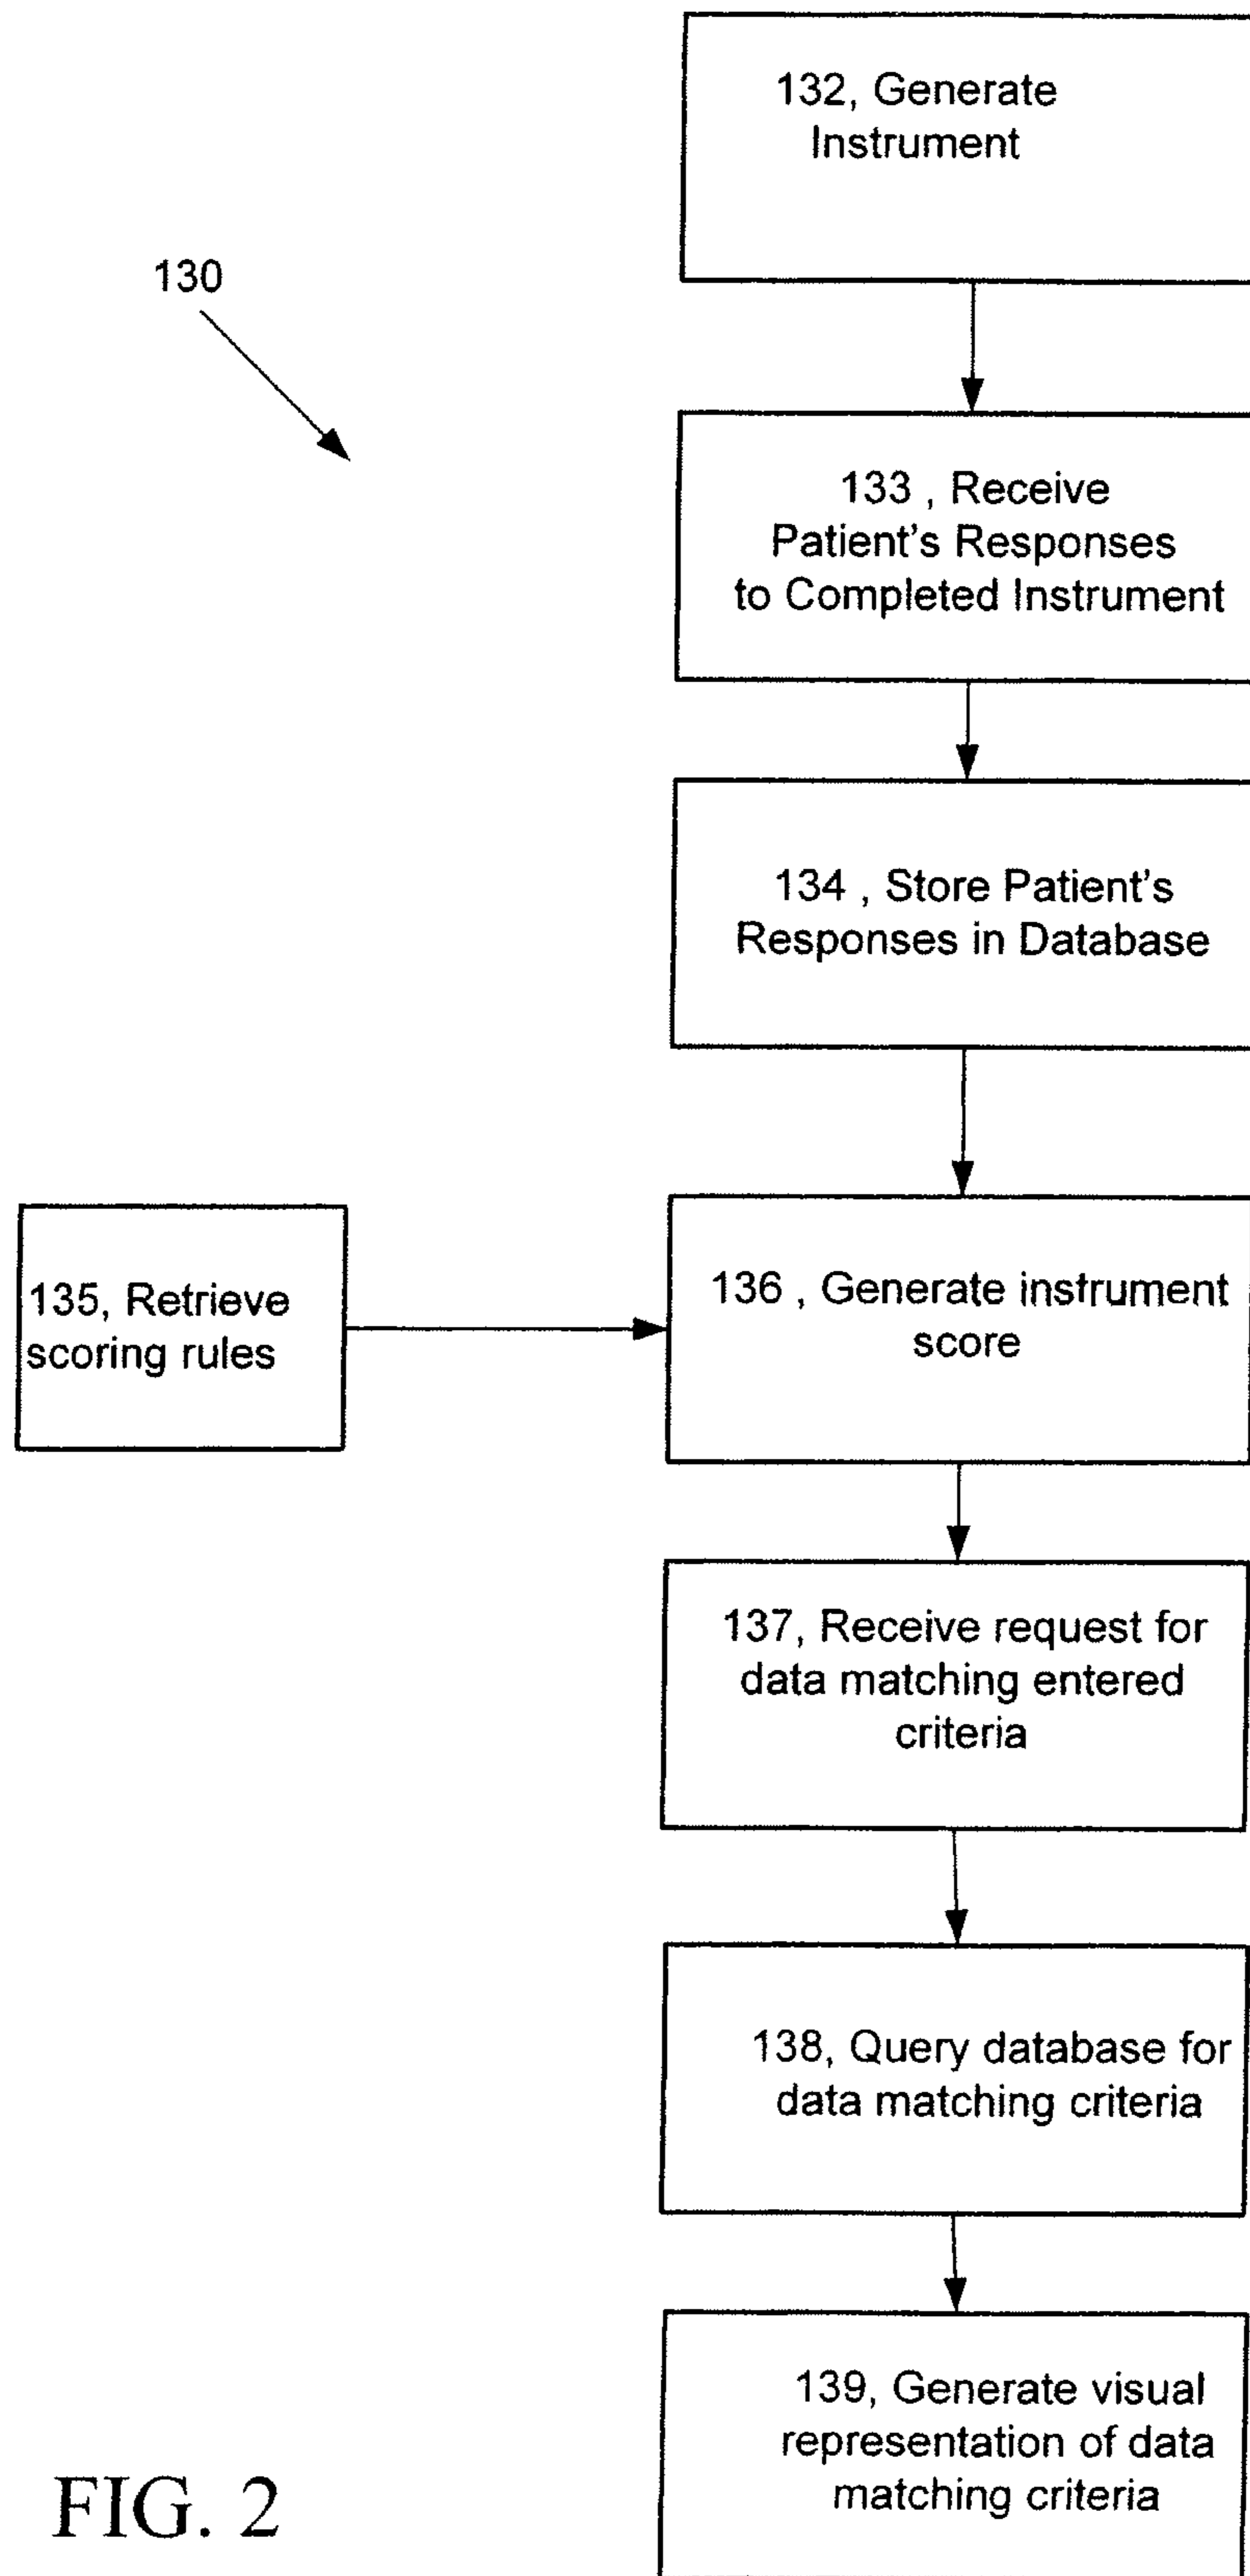 132, Generate
Instrument
130
133 , Receive
Patient's Responses
to Completed Instrument
134 , Store Patient's
Responses in Database
135, Retrieve
scoring rules
136 , Generate instrument
score
137, Receive request for
data matching entered
criteria
138, Query database for
data matching criteria
139, Generate visual
representation of data
matching criteria
FIG. 2